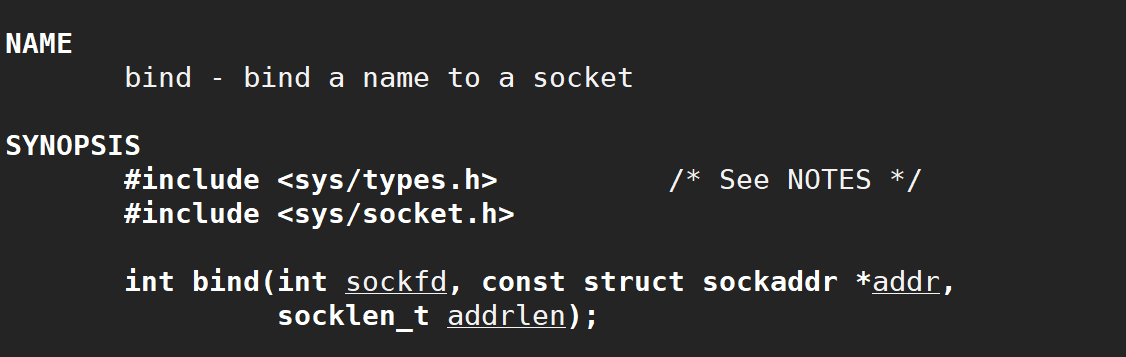 NAME
bind - bind a name to a socket
SYNOPSIS
#include <sys/types.h> /* See NOTES */
#include <sys/socket.h>
int bind(int sockfd, const struct sockaddr *addr,
socklen_t addrlen);